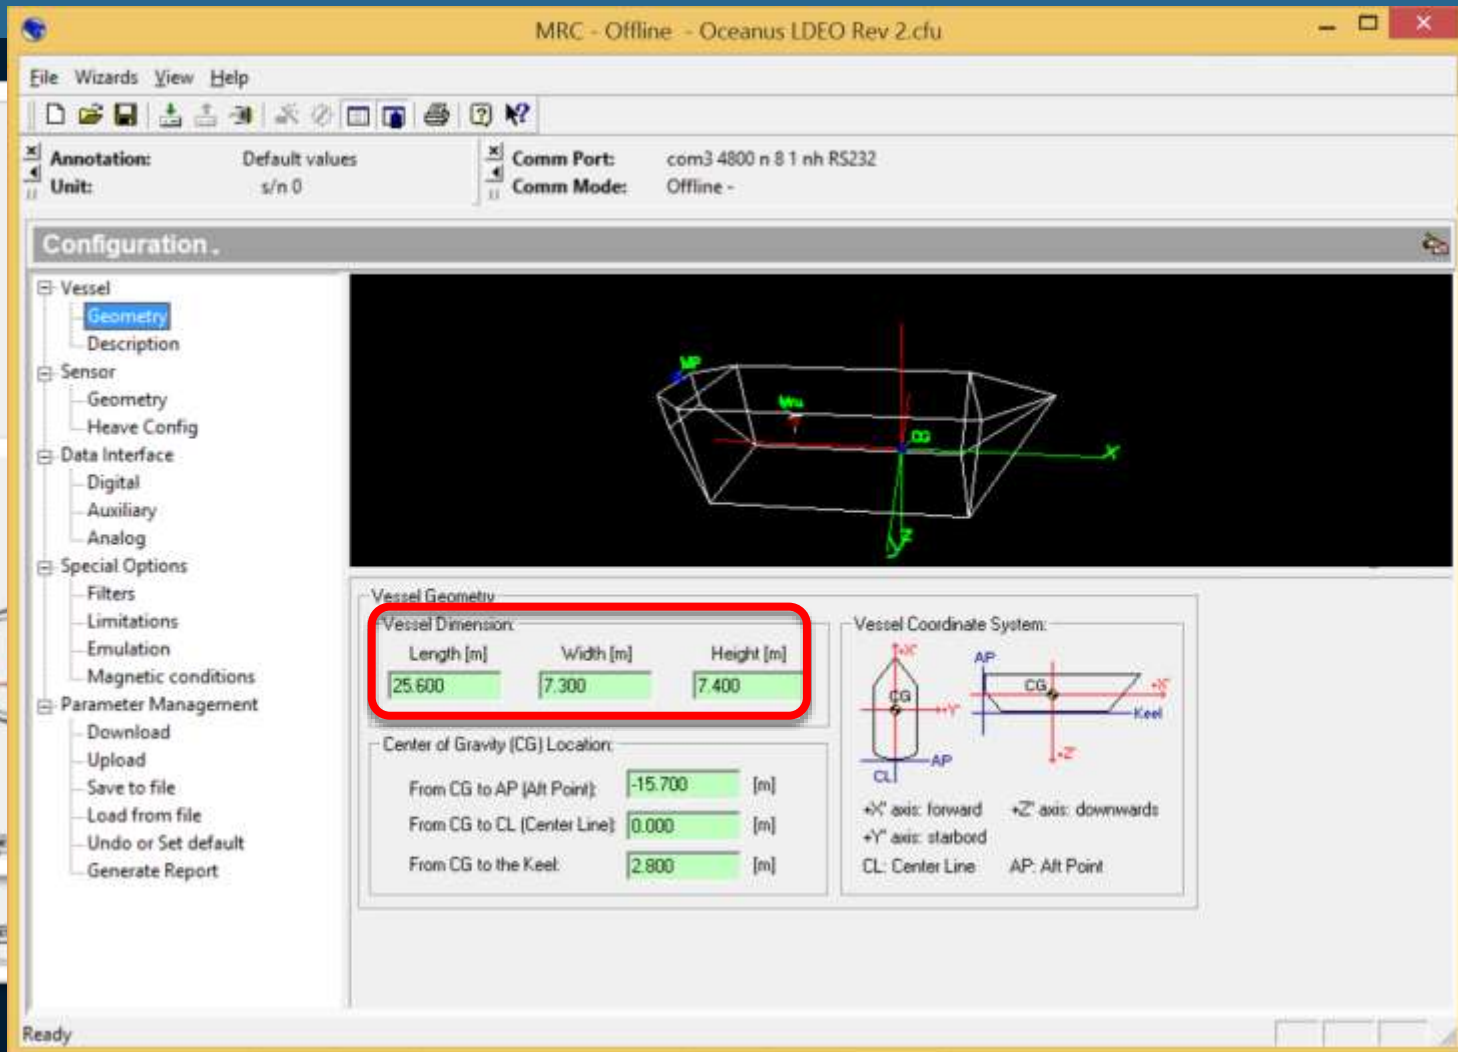 MRC - Offline - Oceanus LDEO Rev 2.cfu
File Wizards View Help
Annotation: Default values
Unit: s/n 0
Comm Port: com3 4800 n 8 1 nh RS232
Comm Mode: Offline -
Configuration .
Vessel
Geometry
Description
Sensor
Geometry
Heave Config
Data Interface
Digital
Auxiliary
Analog
Special Options
Filters
Limitations
Emulation
Magnetic conditions
Parameter Management
Download
Upload
Save to file
Load from file
Undo or Set default
Generate Report
MP
CG
X
Z
Vessel Geometry
Vessel Dimension:
Length [m] Width [m] Height [m]
25.600 7.300 7.400
Center of Gravity (CG) Location:
From CG to AP (Aft Point): -15.700 [m]
From CG to CL (Center Line): 0.000 [m]
From CG to the Keel: 2.800 [m]
Vessel Coordinate System:
+X"
CG
+Y"
AP
CL
AP
CG
+X"
Keel
+Z"
+X" axis: forward +Z" axis: downwards
+Y" axis: starbord
CL: Center Line AP: Aft Point
Ready